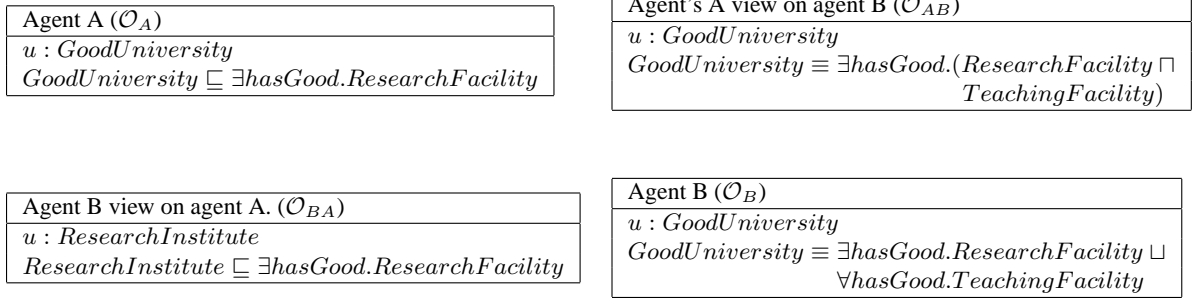 Agent A (𝒪_A)
u : GoodUniversity
GoodUniversity ⊑ ∃hasGood.ResearchFacility
Agent's A view on agent B (𝒪_AB)
u : GoodUniversity
GoodUniversity ≡ ∃hasGood.(ResearchFacility ⊓
TeachingFacility)
Agent B view on agent A. (𝒪_BA)
u : ResearchInstitute
ResearchInstitute ⊑ ∃hasGood.ResearchFacility
Agent B (𝒪_B)
u : GoodUniversity
GoodUniversity ≡ ∃hasGood.ResearchFacility ⊔
∀hasGood.TeachingFacility